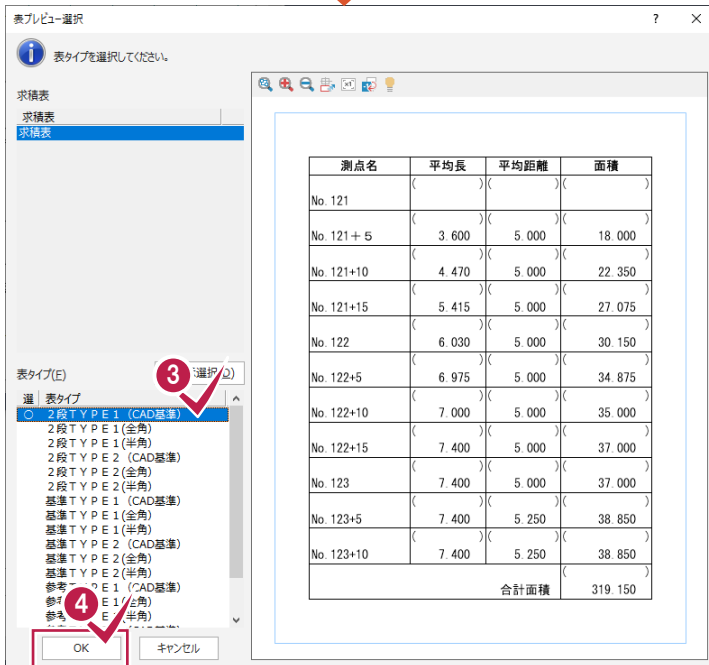 表プレビュー選択 ? ×
表タイプを選択してください。
求積表
求積表
求積表
測点名 平均長 平均距離 面積
( ) ( ) ( )
No. 121
( ) ( ) ( )
No. 121＋５ 3.600 5.000 18.000
( ) ( ) ( )
No. 121+10 4.470 5.000 22.350
( ) ( ) ( )
No. 121+15 5.415 5.000 27.075
( ) ( ) ( )
No. 122 6.030 5.000 30.150
( ) ( ) ( )
No. 122+5 6.975 5.000 34.875
( ) ( ) ( )
No. 122+10 7.000 5.000 35.000
( ) ( ) ( )
No. 122+15 7.400 5.000 37.000
( ) ( ) ( )
No. 123 7.400 5.000 37.000
( ) ( ) ( )
No. 123+5 7.400 5.250 38.850
( ) ( ) ( )
No. 123+10 7.400 5.250 38.850
( )
合計面積 319.150
表タイプ(F) 3 選択(D)
選 表タイプ
○ ２段ＴＹＰＥ１（CAD基準）
２段ＴＹＰＥ１(全角)
２段ＴＹＰＥ１(半角)
２段ＴＹＰＥ２（CAD基準）
２段ＴＹＰＥ２(全角)
２段ＴＹＰＥ２(半角)
基準ＴＹＰＥ１（CAD基準）
基準ＴＹＰＥ１(全角)
基準ＴＹＰＥ１(半角)
基準ＴＹＰＥ２（CAD基準）
基準ＴＹＰＥ２(全角)
基準ＴＹＰＥ２(半角)
参考 ＹＰＥ１（CAD基準）
Ｅ１(全角)
参考 Ｅ (半角)
4
OK キャンセル